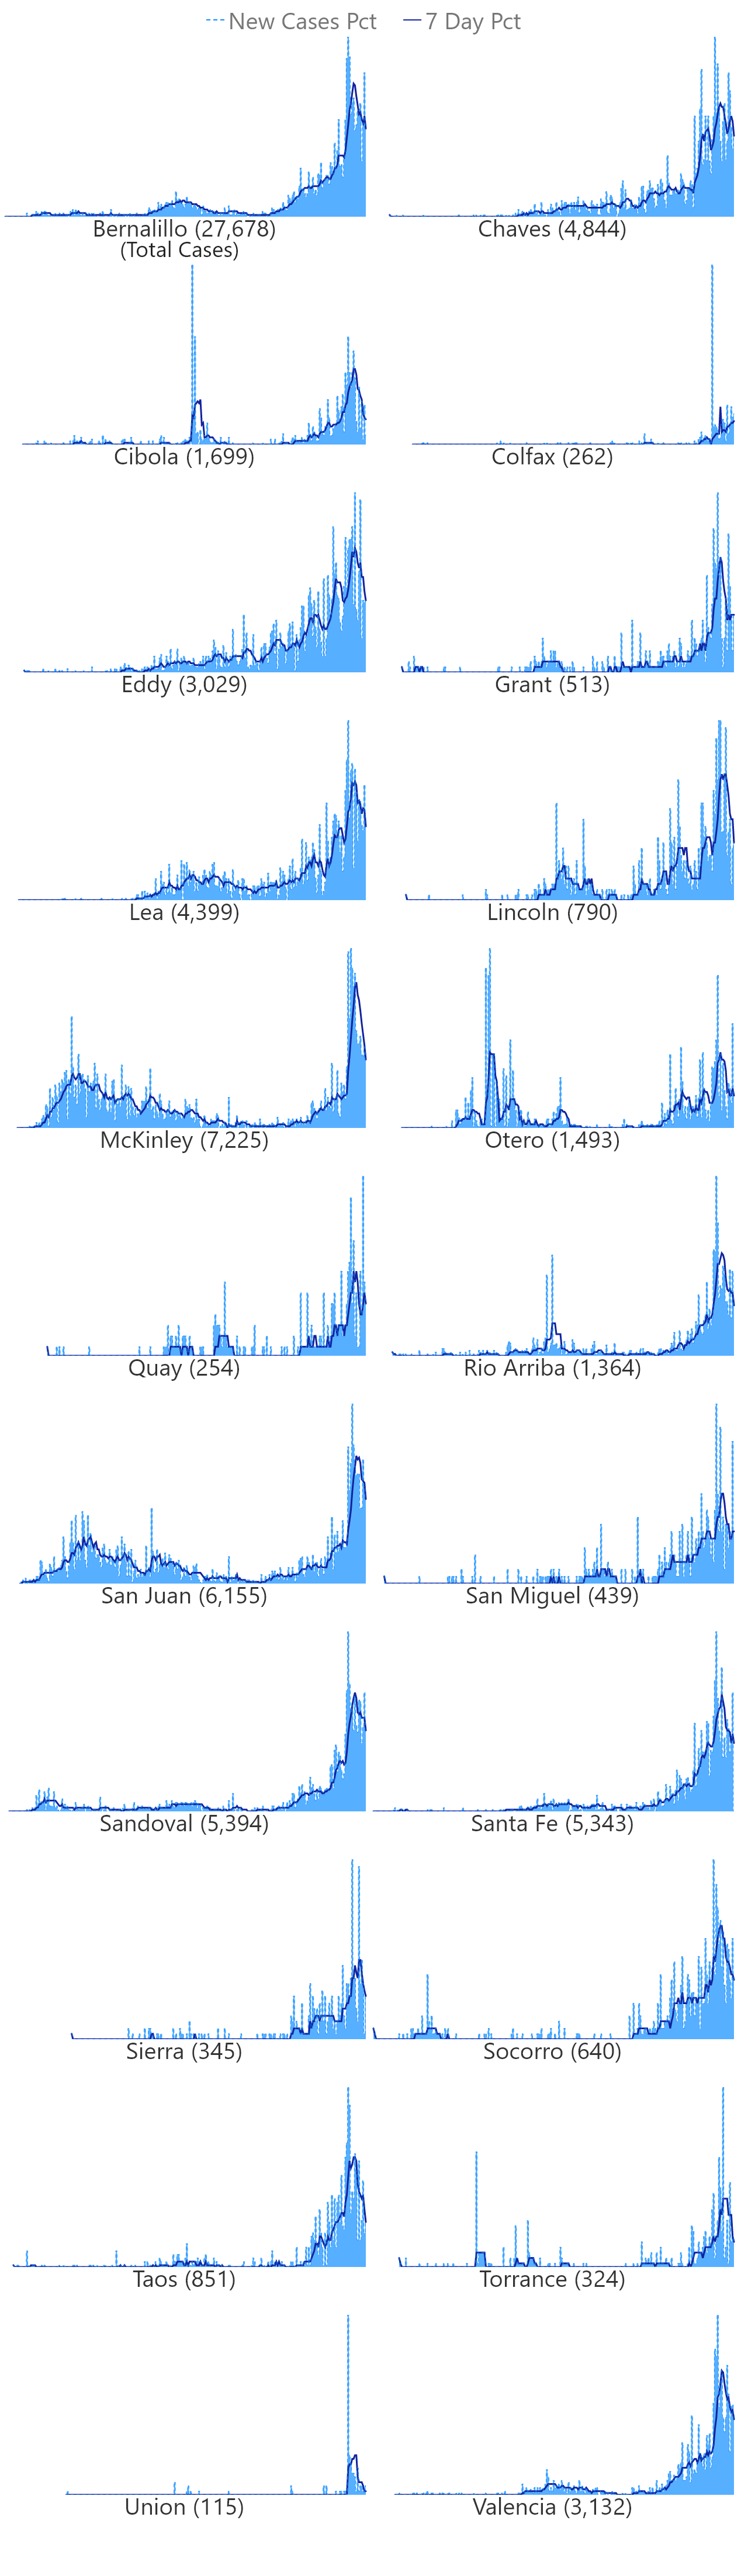 New Cases Pct 7 Day Pct
Bernalillo (27,678) Chaves (4,844)
(Total Cases)
Cibola (1,699) Colfax (262)
Eddy (3,029) Grant (513)
Lea (4,399) Lincoln (790)
McKinley (7,225) Otero (1,493)
Quay (254) Rio Arriba (1,364)
San Juan (6,155) San Miguel (439)
Sandoval (5,394) Santa Fe (5,343)
Sierra (345) Socorro (640)
Taos (851) Torrance (324)
Union (115) Valencia (3,132)